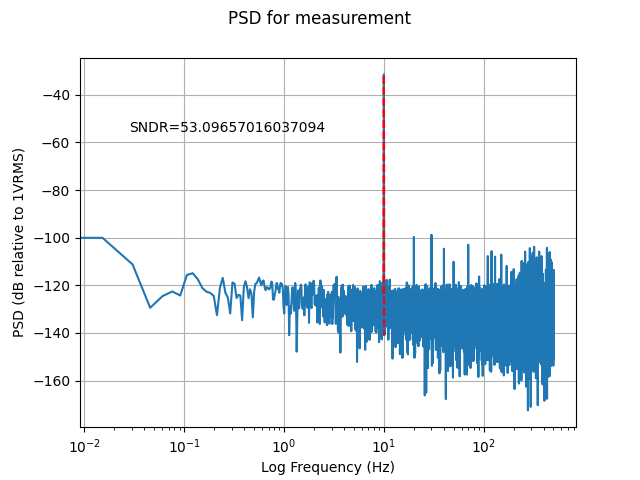 PSD for measurement
SNDR=53.09657016037094
PSD (dB relative to 1VRMS)
−40
−60
−80
−100
−120
−140
−160
10⁻² 10⁻¹ 10⁰ 10¹ 10²
Log Frequency (Hz)